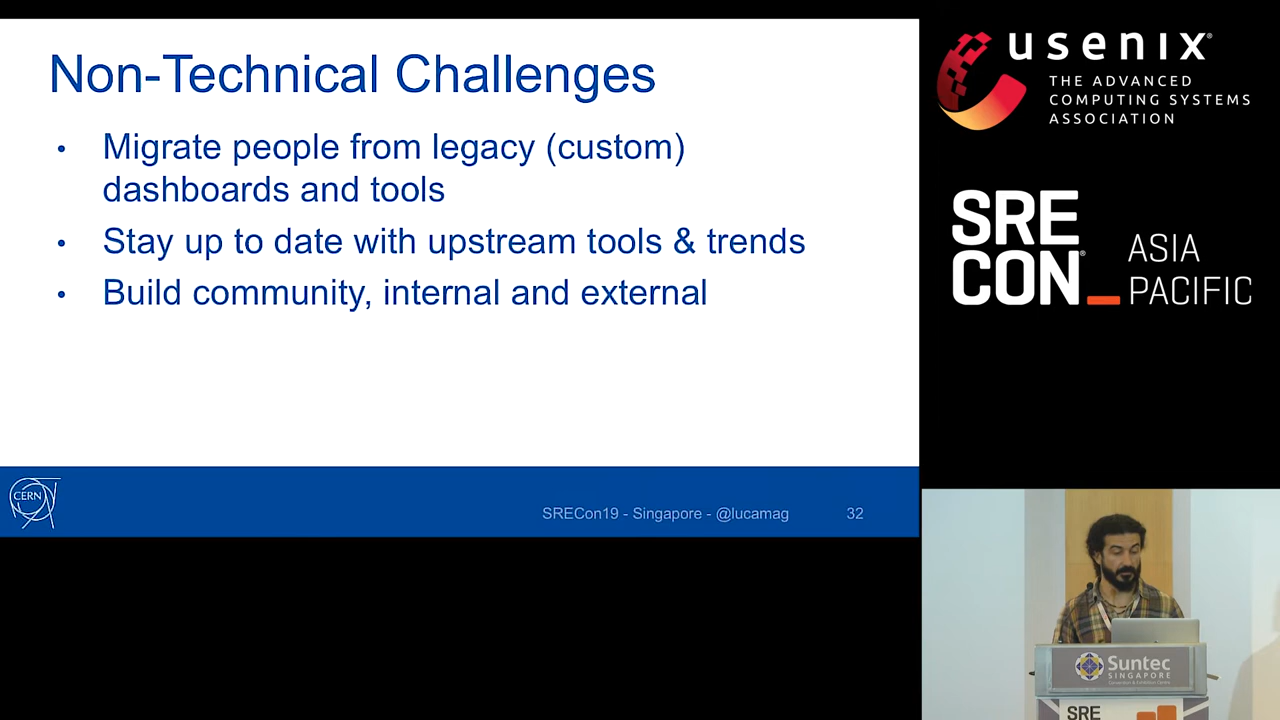 Non-Technical Challenges
• Migrate people from legacy (custom)
dashboards and tools
• Stay up to date with upstream tools & trends
• Build community, internal and external
CERN
SRECon19 - Singapore - @lucamag
32
usenix®
THE ADVANCED
COMPUTING SYSTEMS
ASSOCIATION
SRE
CON®_
ASIA
PACIFIC
Suntec
SINGAPORE
SRE